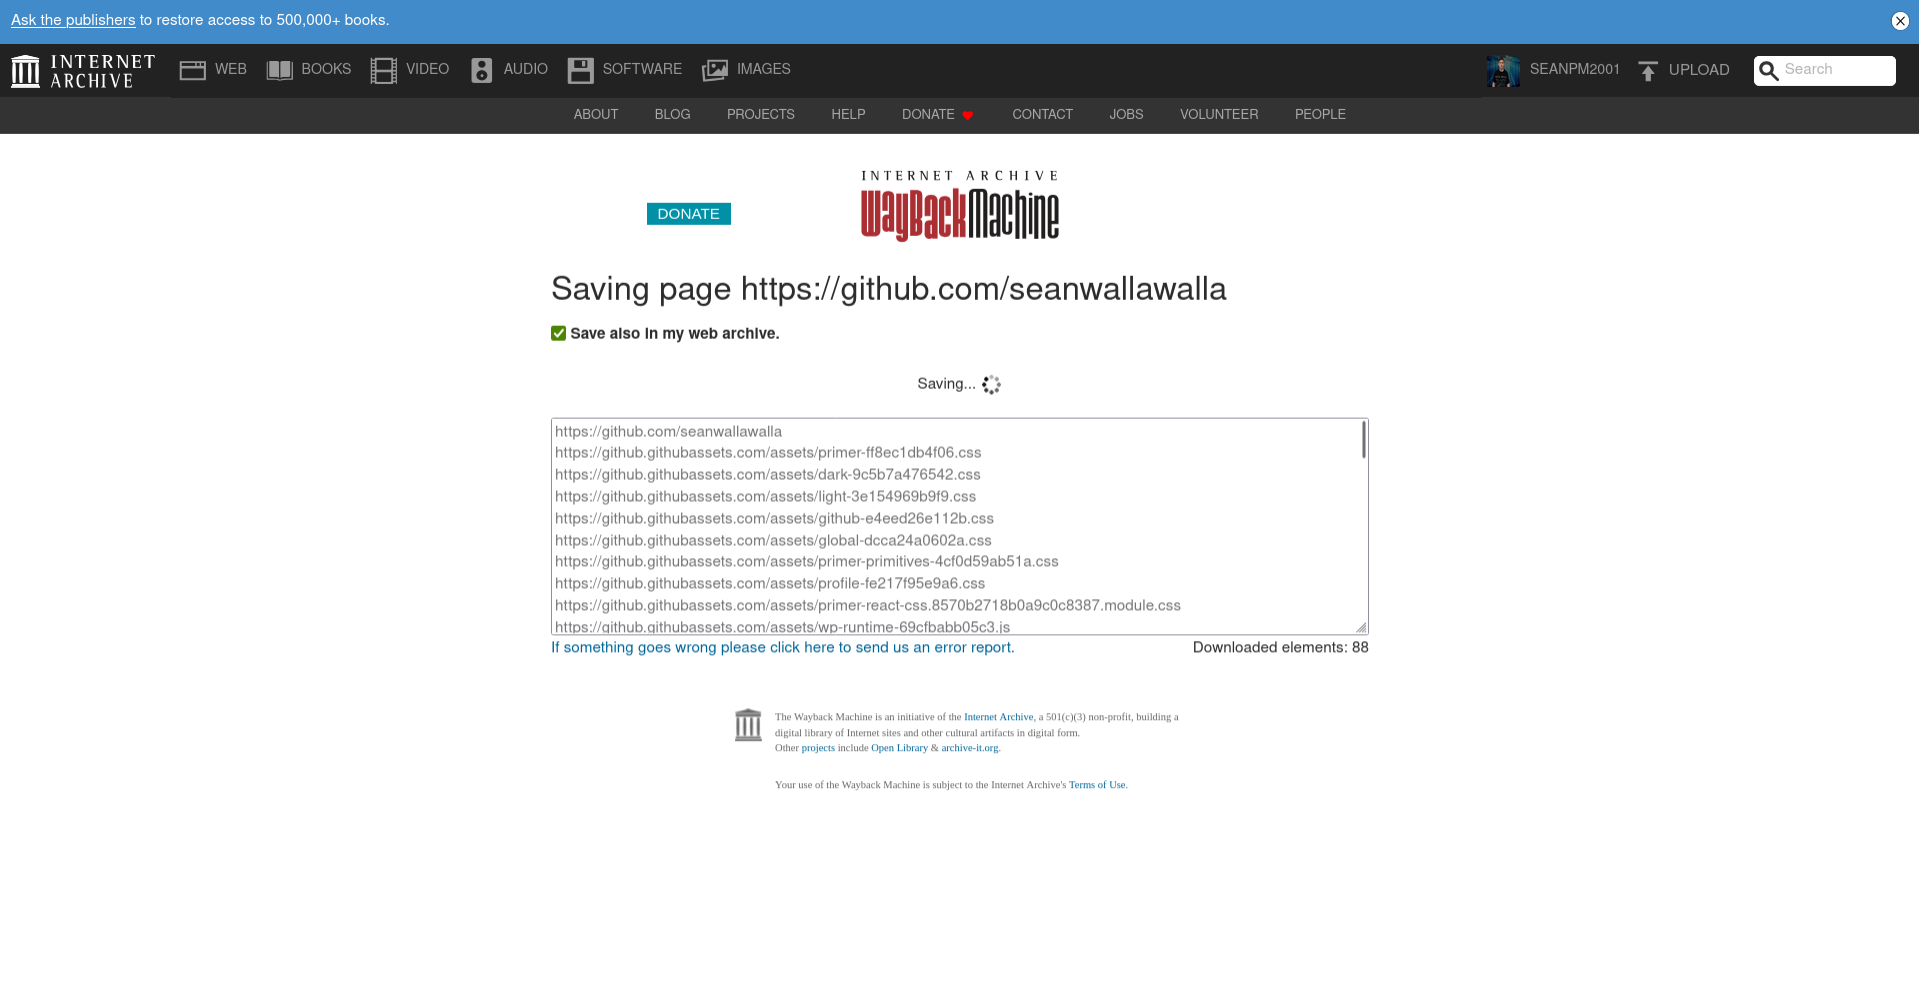 Ask the publishers to restore access to 500,000+ books.
INTERNET ARCHIVE
WEB BOOKS VIDEO AUDIO SOFTWARE IMAGES SEANPM2001 UPLOAD Search
ABOUT BLOG PROJECTS HELP DONATE CONTACT JOBS VOLUNTEER PEOPLE
INTERNET ARCHIVE
WayBackMachine
DONATE
Saving page https://github.com/seanwallawalla
Save also in my web archive.
Saving...
https://github.com/seanwallawalla
https://github.githubassets.com/assets/primer-ff8ec1db4f06.css
https://github.githubassets.com/assets/dark-9c5b7a476542.css
https://github.githubassets.com/assets/light-3e154969b9f9.css
https://github.githubassets.com/assets/github-e4eed26e112b.css
https://github.githubassets.com/assets/global-dcca24a0602a.css
https://github.githubassets.com/assets/primer-primitives-4cf0d59ab51a.css
https://github.githubassets.com/assets/profile-fe217f95e9a6.css
https://github.githubassets.com/assets/primer-react-css.8570b2718b0a9c0c8387.module.css
https://github.githubassets.com/assets/wp-runtime-69cfbabb05c3.js
If something goes wrong please click here to send us an error report. Downloaded elements: 88
The Wayback Machine is an initiative of the Internet Archive, a 501(c)(3) non-profit, building a
digital library of Internet sites and other cultural artifacts in digital form.
Other projects include Open Library & archive-it.org.
Your use of the Wayback Machine is subject to the Internet Archive's Terms of Use.